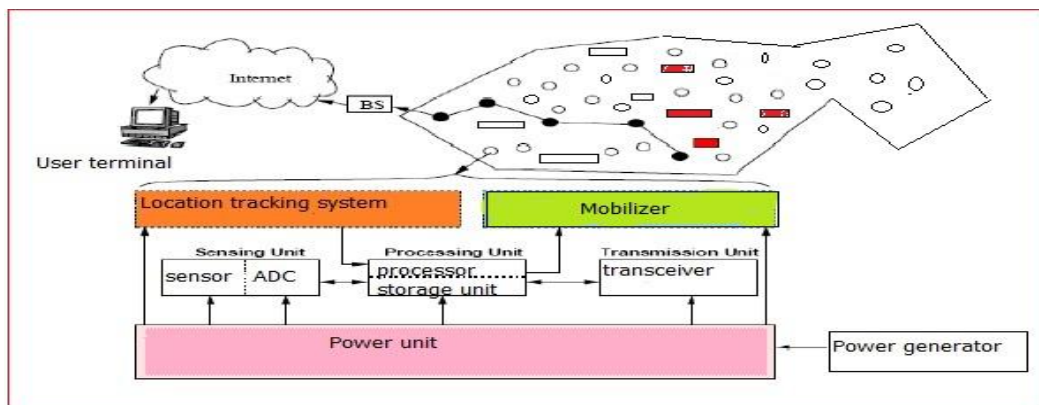 Internet
BS
User terminal
Location tracking system
Mobilizer
Sensing Unit
Processing Unit
Transmission Unit
sensor
ADC
processor
storage unit
transceiver
Power unit
Power generator